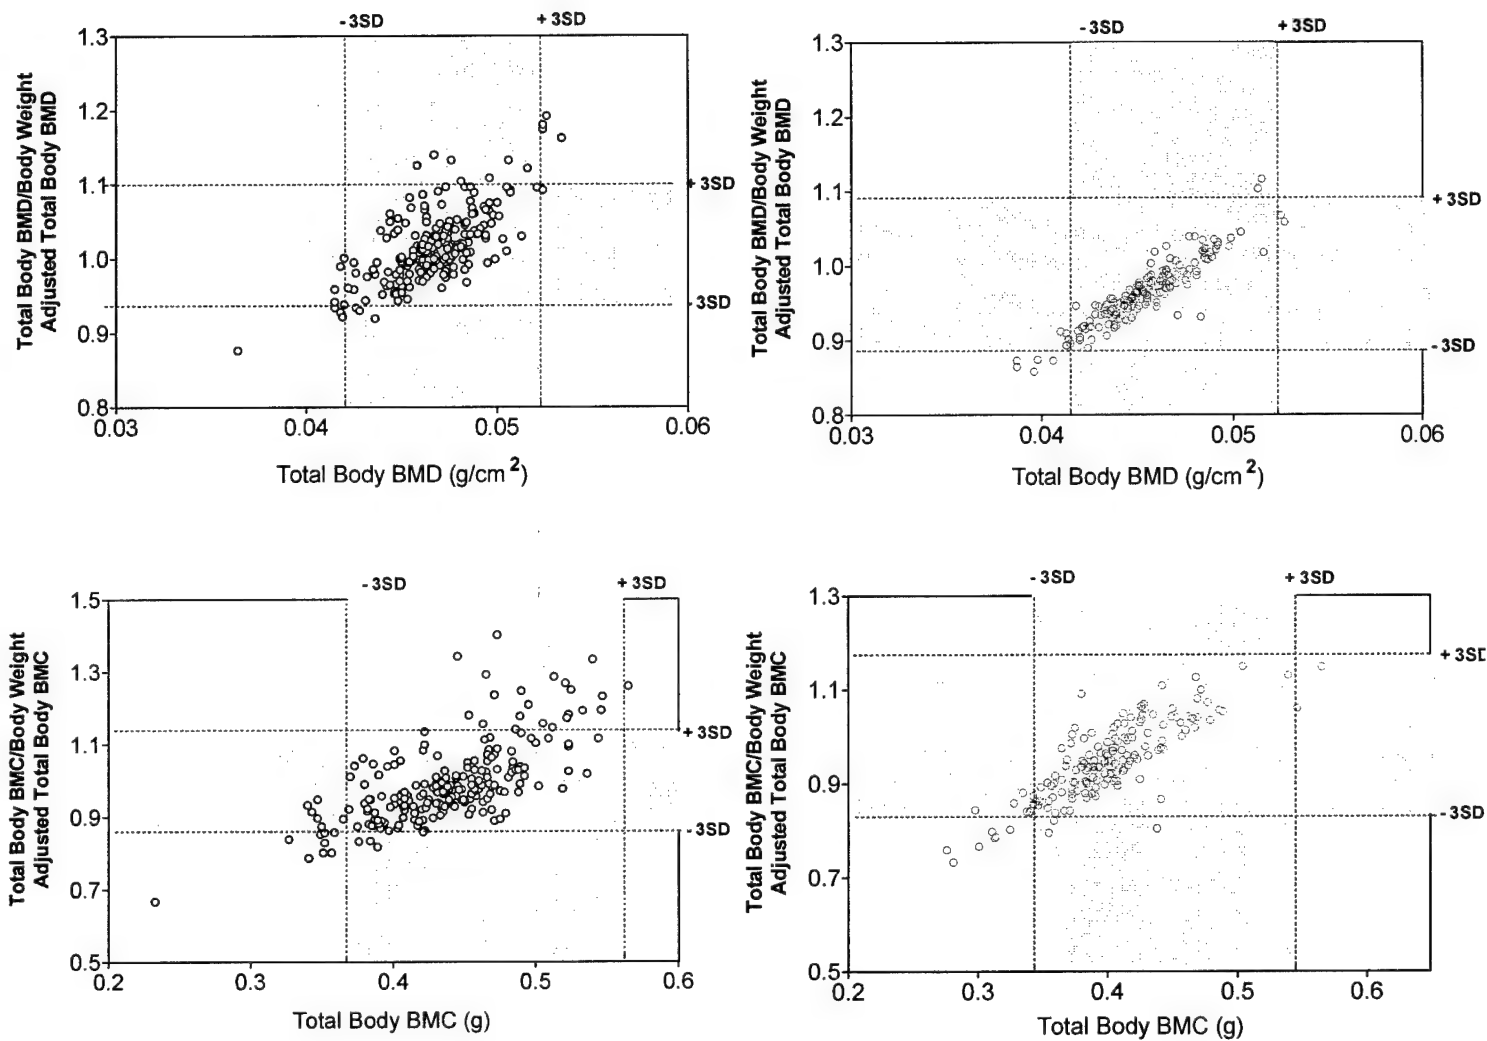 - 3SD
+ 3SD
1.3
1.2
1.1
1.0
0.9
0.8
Total Body BMD/Body Weight
Adjusted Total Body BMD
+ 3SD
- 3SD
0.03
0.04
0.05
0.06
Total Body BMD (g/cm2)
- 3SD
+ 3SD
1.3
1.2
1.1
1.0
0.9
0.8
Total Body BMD/Body Weight
Adjusted Total Body BMD
+ 3SD
- 3SD
0.03
0.04
0.05
0.06
Total Body BMD (g/cm2)
- 3SD
+ 3SD
1.5
1.3
1.1
0.9
0.7
0.5
Total Body BMC/Body Weight
Adjusted Total Body BMC
+ 3SD
- 3SD
0.2
0.3
0.4
0.5
0.6
Total Body BMC (g)
- 3SD
+ 3SD
1.3
1.1
0.9
0.7
0.5
Total Body BMC/Body Weight
Adjusted Total Body BMC
+ 3SD
- 3SD
0.2
0.3
0.4
0.5
0.6
Total Body BMC (g)